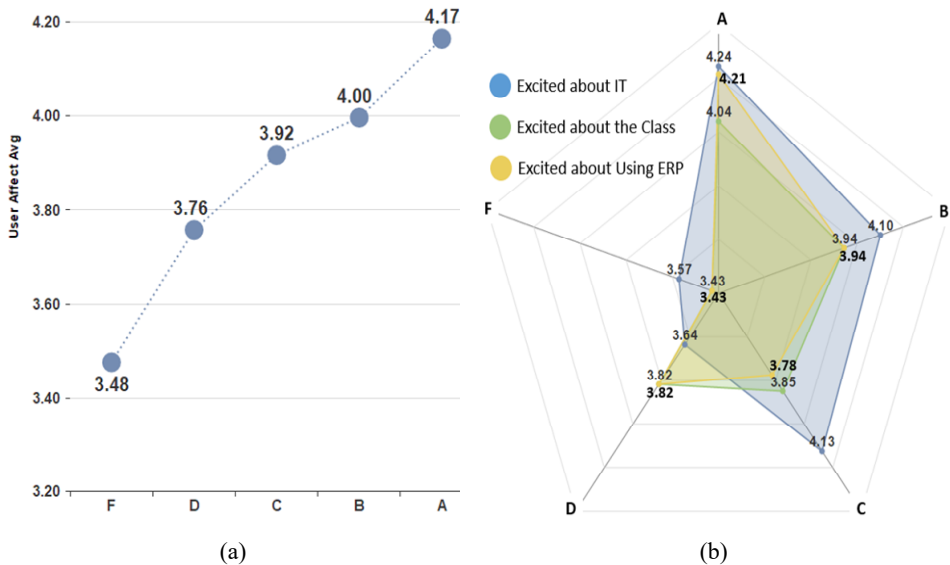 4.20
4.00
3.80
3.60
3.40
3.20
User Affect Avg
3.48
3.76
3.92
4.00
4.17
F
D
C
B
A
(a)
A
4.24
4.21
4.04
Excited about IT
Excited about the Class
Excited about Using ERP
F
B
4.10
3.94
3.94
3.57
3.43
3.43
3.64
3.78
3.82
3.85
3.82
4.13
D
C
(b)